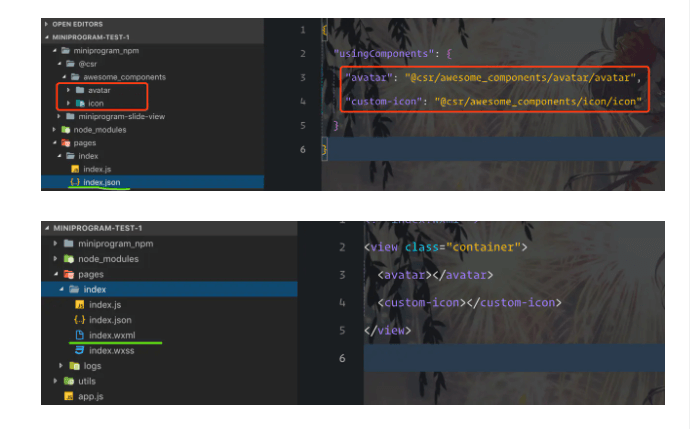 OPEN EDITORS
MINIPROGRAM-TEST-1
miniprogram_npm
@csr
awesome_components
avatar
icon
miniprogram-slide-view
node_modules
pages
index
index.js
{..} index.json
1 {
2 "usingComponents": {
3 "avatar": "@csr/awesome_components/avatar/avatar",
4 "custom-icon": "@csr/awesome_components/icon/icon"
5 }
6 }
MINIPROGRAM-TEST-1
miniprogram_npm
node_modules
pages
index
index.js
{..} index.json
index.wxml
index.wxss
logs
utils
app.js
1
2 <view class="container">
3 <avatar></avatar>
4 <custom-icon></custom-icon>
5 </view>
6